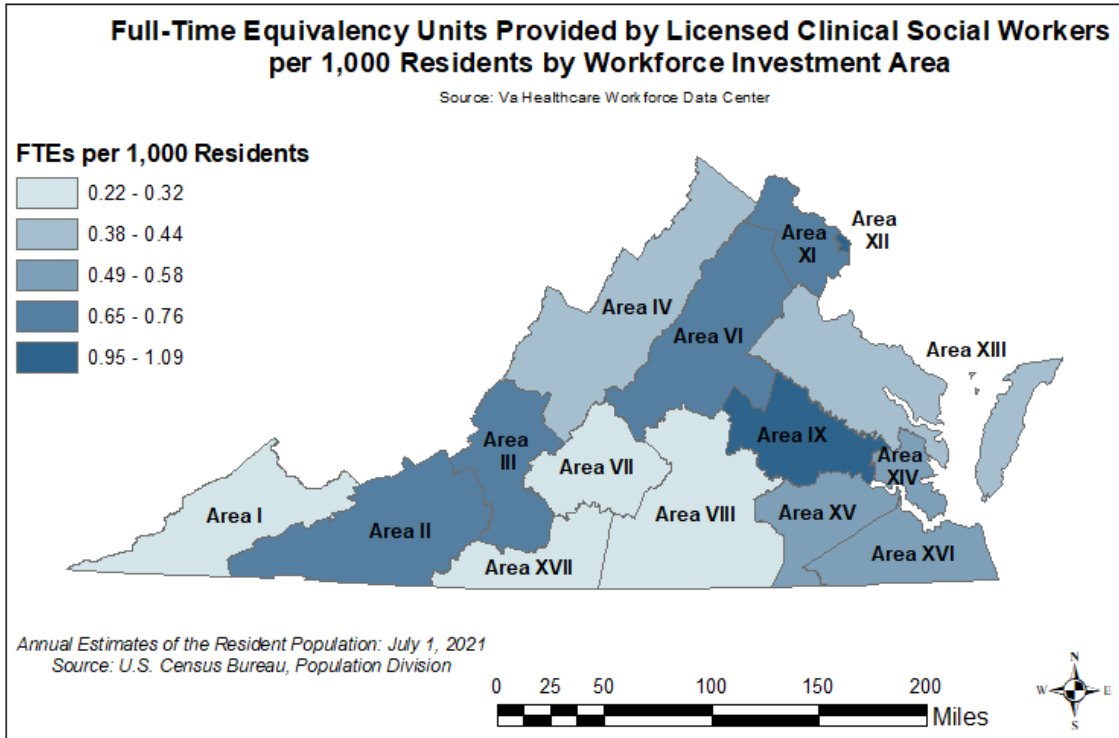 Full-Time Equivalency Units Provided by Licensed Clinical Social Workers
per 1,000 Residents by Workforce Investment Area
Source: Va Healthcare Workforce Data Center
FTEs per 1,000 Residents
0.22 - 0.32
0.38 - 0.44
0.49 - 0.58
0.65 - 0.76
0.95 - 1.09
Area
XII
Area
XI
Area IV
Area VI
Area XIII
Area
III
Area IX
Area VII
Area
XIV
Area I
Area VIII
Area XV
Area II
Area XVI
Area XVII
Annual Estimates of the Resident Population: July 1, 2021
Source: U.S. Census Bureau, Population Division
0 25 50 100 150 200
Miles
N
W E
S